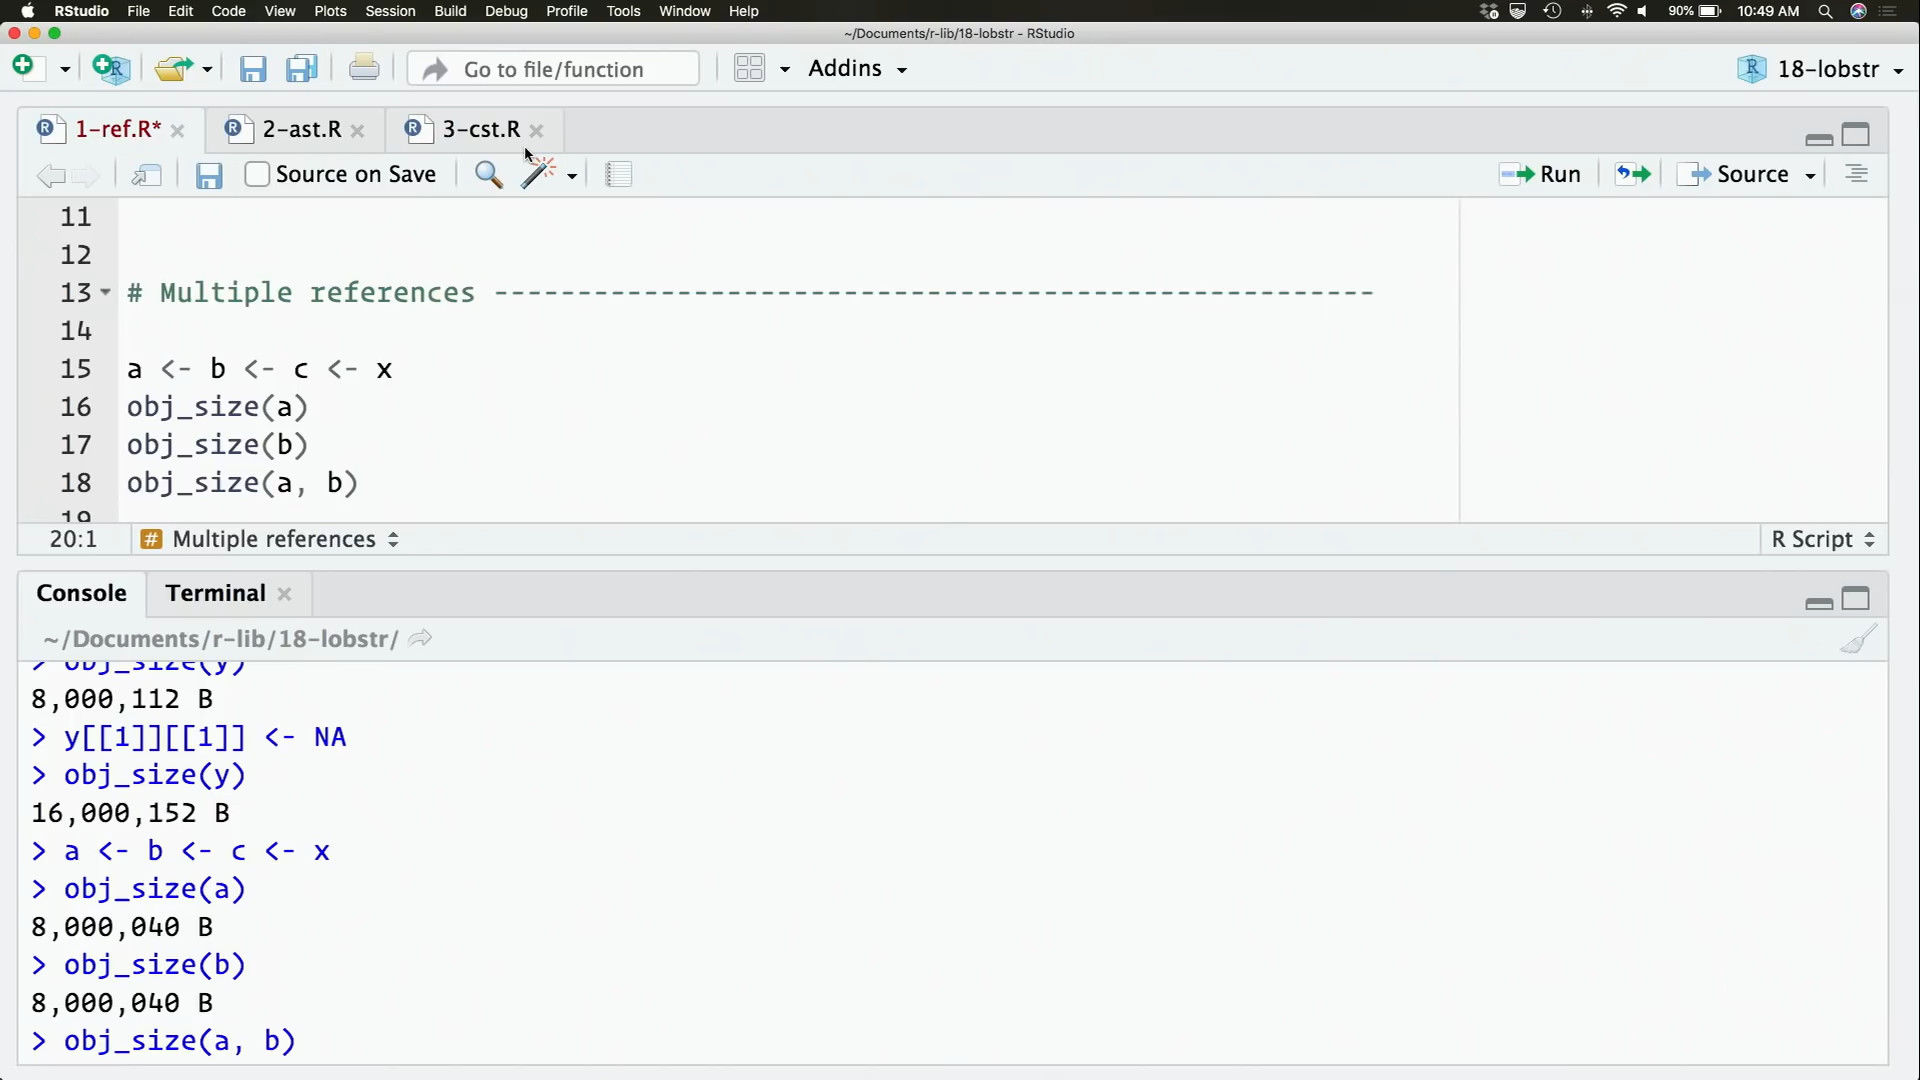 RStudio File Edit Code View Plots Session Build Debug Profile Tools Window Help 90% 10:49 AM
~/Documents/r-lib/18-lobstr - RStudio
Go to file/function Addins 18-lobstr
1-ref.R* 2-ast.R 3-cst.R
Source on Save Run Source
11
12
13 # Multiple references -----------------------------------------------------
14
15 a <- b <- c <- x
16 obj_size(a)
17 obj_size(b)
18 obj_size(a, b)
19
20:1 # Multiple references R Script
Console Terminal
~/Documents/r-lib/18-lobstr/
> obj_size(y)
8,000,112 B
> y[[1]][[1]] <- NA
> obj_size(y)
16,000,152 B
> a <- b <- c <- x
> obj_size(a)
8,000,040 B
> obj_size(b)
8,000,040 B
> obj_size(a, b)